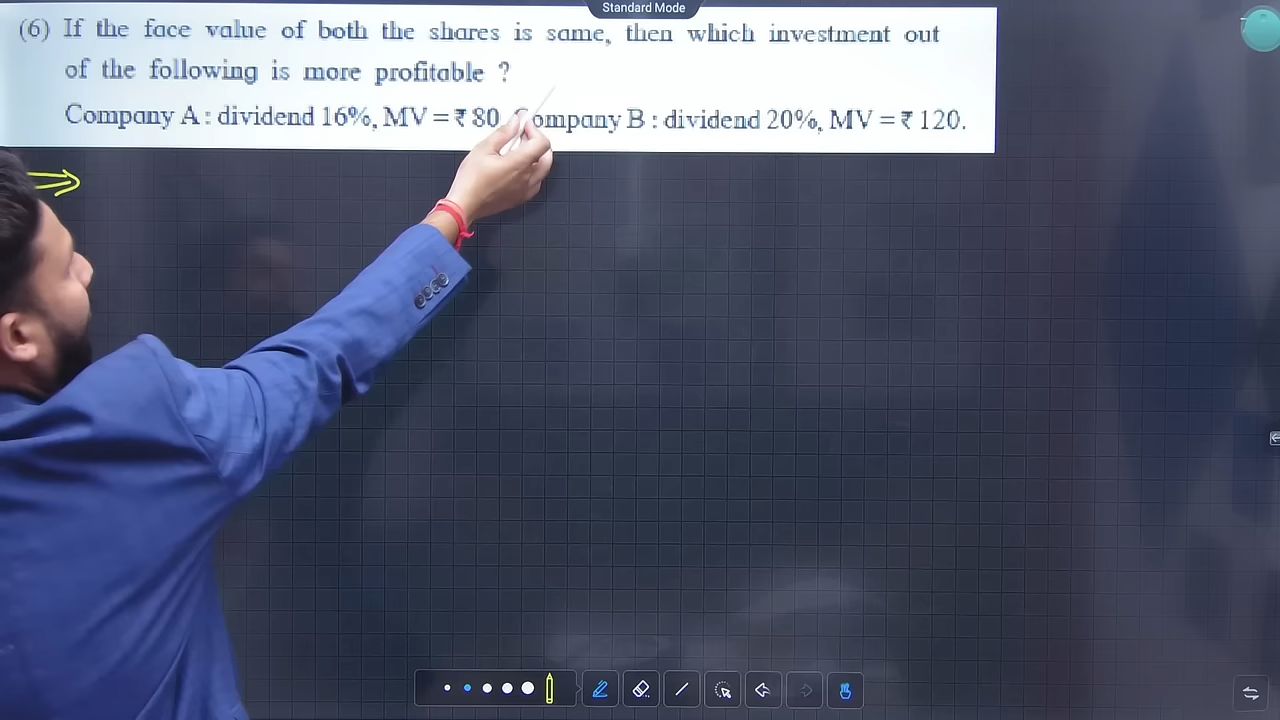 Standard Mode
(6) If the face value of both the shares is same, then which investment out
of the following is more profitable ?
Company A : dividend 16%, MV = ₹ 80, Company B : dividend 20%, MV = ₹ 120.